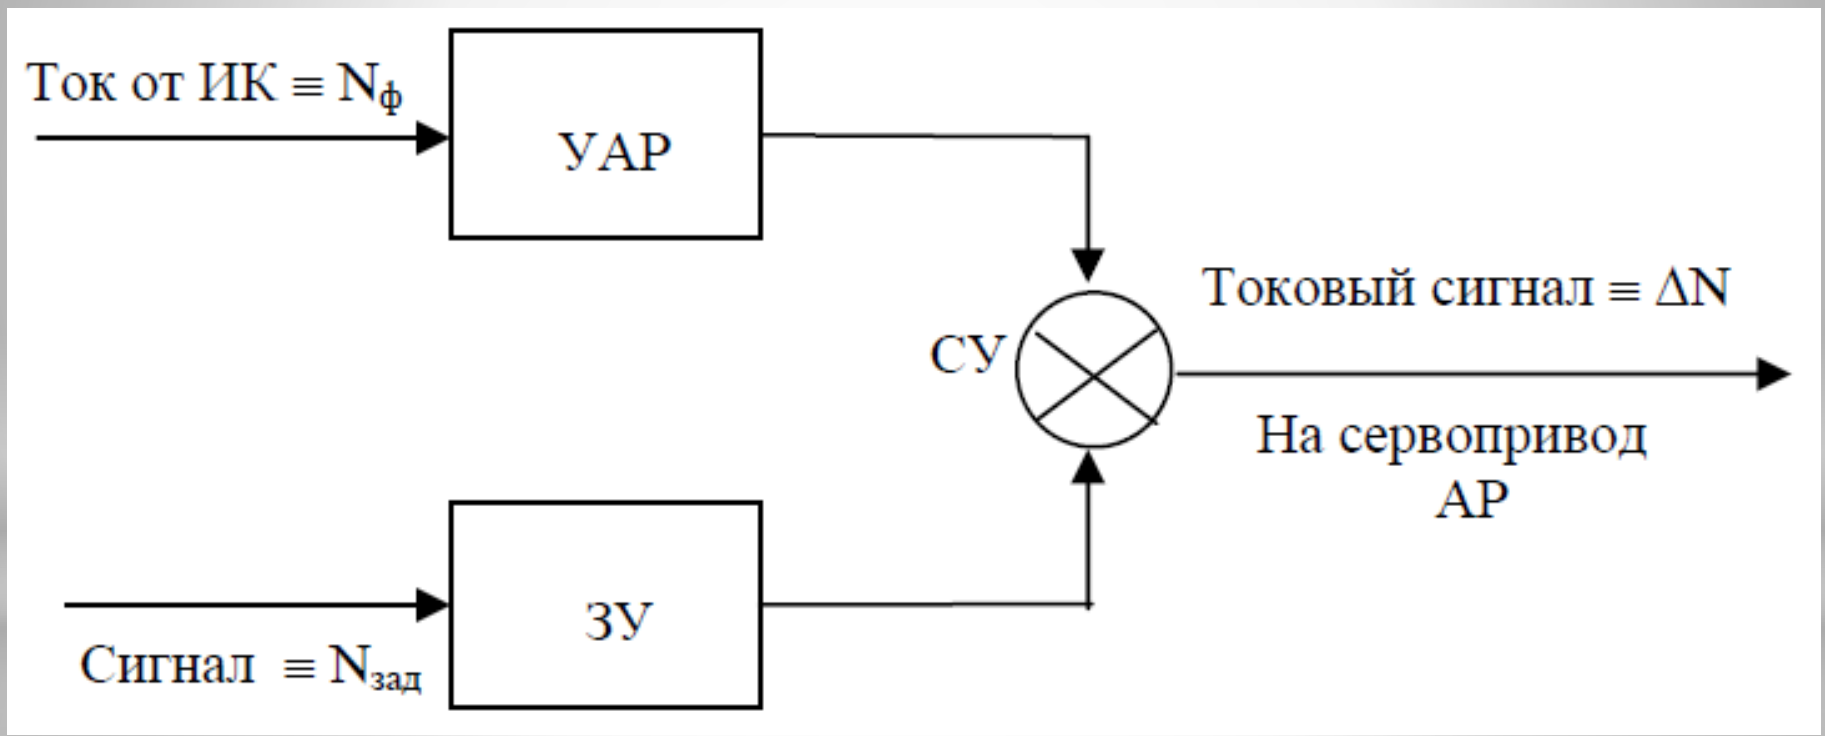 Ток от ИК ≡ Nф
УАР
Токовый сигнал ≡ ΔN
СУ
На сервопривод
АР
ЗУ
Сигнал ≡ Nзад